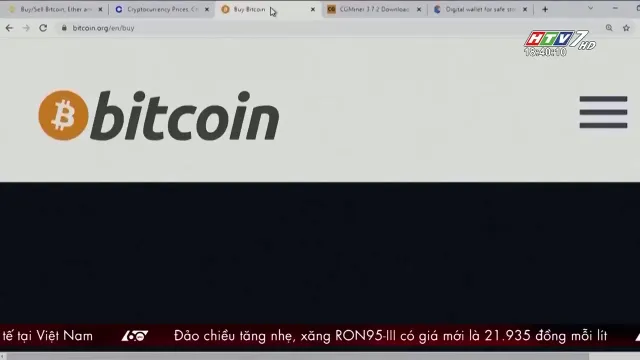 Buy/Sell Bitcoin, Ether an
Cryptocurrency Prices, C
Buy Bitcoin
CGMiner 3.7.2 Download
Digital wallet for safe stor
bitcoin.org/en/buy
HTV7 HD
18:40:10
bitcoin
tế tại Việt Nam
60
Đảo chiều tăng nhẹ, xăng RON95-III có giá mới là 21.935 đồng mỗi lít